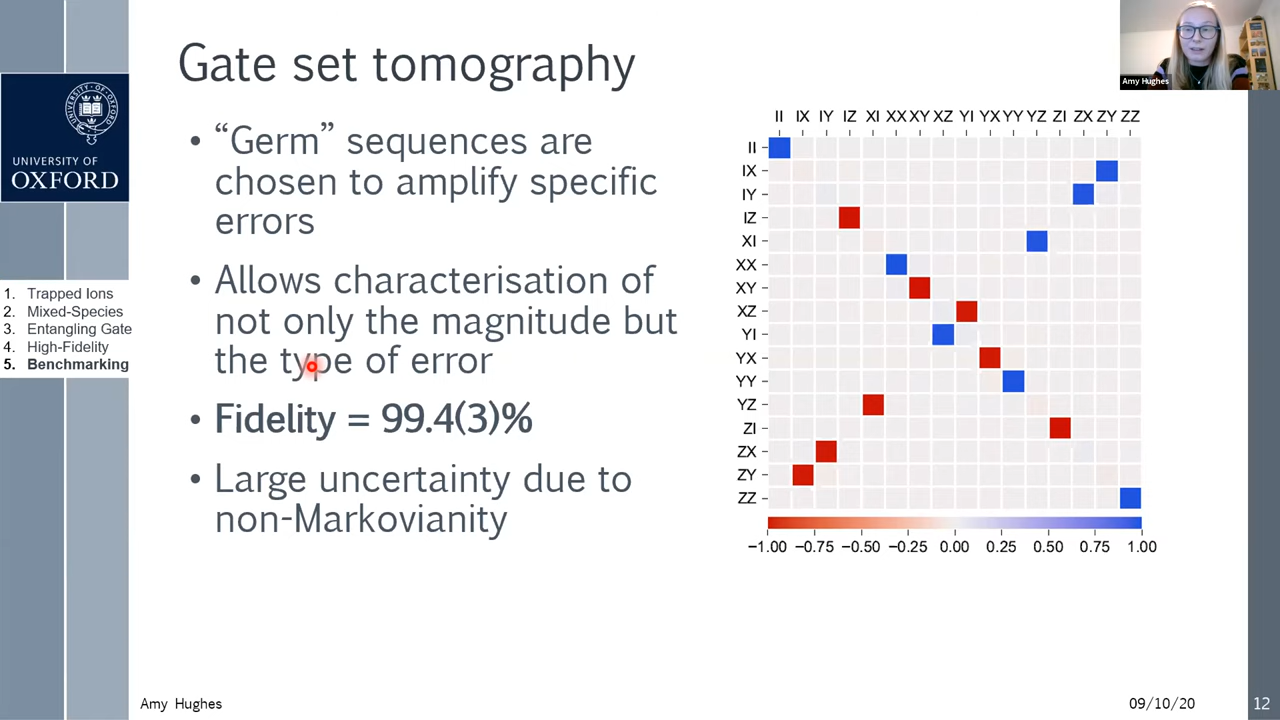 Gate set tomography
Amy Hughes
UNIVERSITY OF
OXFORD
• “Germ” sequences are
chosen to amplify specific
errors
• Allows characterisation of
not only the magnitude but
the type of error
• Fidelity = 99.4(3)%
• Large uncertainty due to
non-Markovianity
1. Trapped Ions
2. Mixed-Species
3. Entangling Gate
4. High-Fidelity
5. Benchmarking
II IX IY IZ XI XX XY XZ YI YX YY YZ ZI ZX ZY ZZ
II
IX
IY
IZ
XI
XX
XY
XZ
YI
YX
YY
YZ
ZI
ZX
ZY
ZZ
−1.00 −0.75 −0.50 −0.25 0.00 0.25 0.50 0.75 1.00
Amy Hughes
09/10/20
12